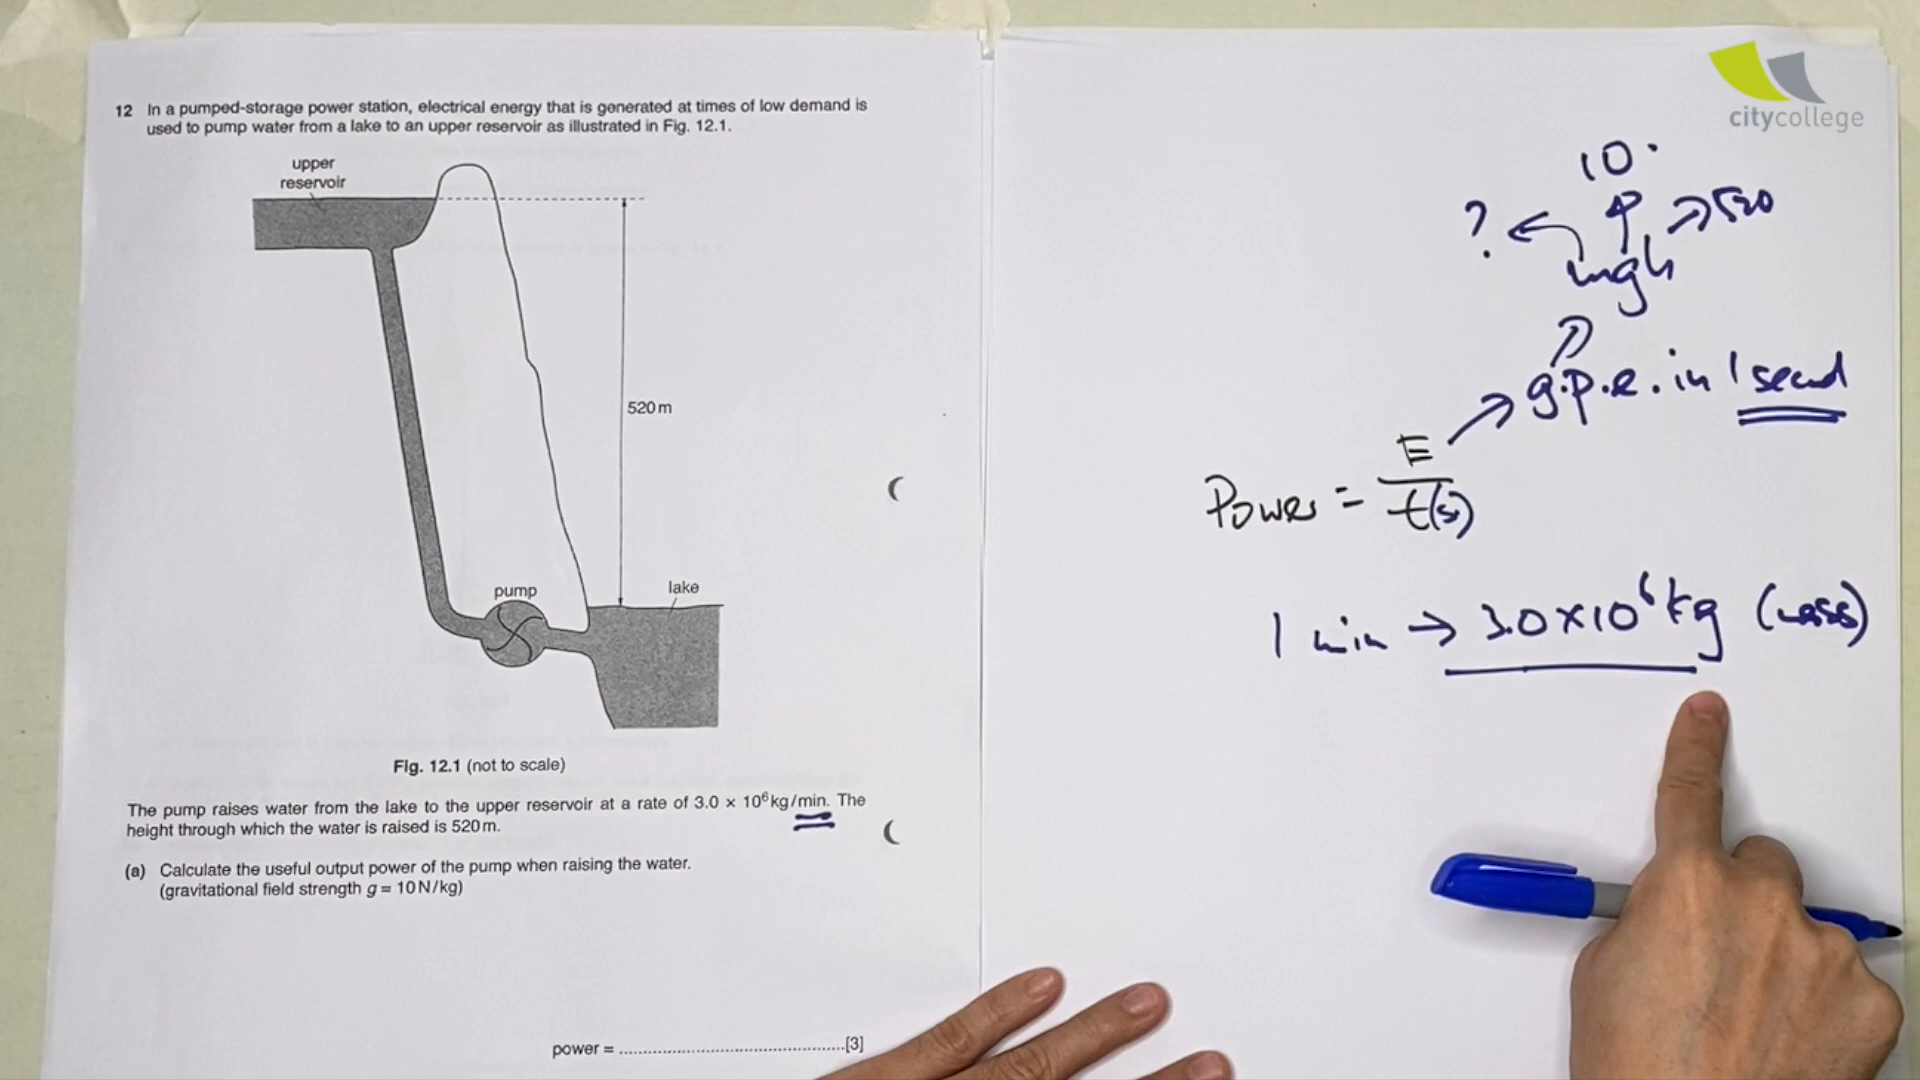 12 In a pumped-storage power station, electrical energy that is generated at times of low demand is
used to pump water from a lake to an upper reservoir as illustrated in Fig. 12.1.
upper
reservoir
520 m
pump
lake
Fig. 12.1 (not to scale)
The pump raises water from the lake to the upper reservoir at a rate of 3.0 × 10⁶ kg/min. The
height through which the water is raised is 520 m.
(a) Calculate the useful output power of the pump when raising the water.
(gravitational field strength g = 10 N/kg)
power = ................................................[3]
citycollege
10.
? 520
mgh
g.p.e. in 1 second
Power = E / t(s)
1 min → 3.0×10⁶ kg (mass)